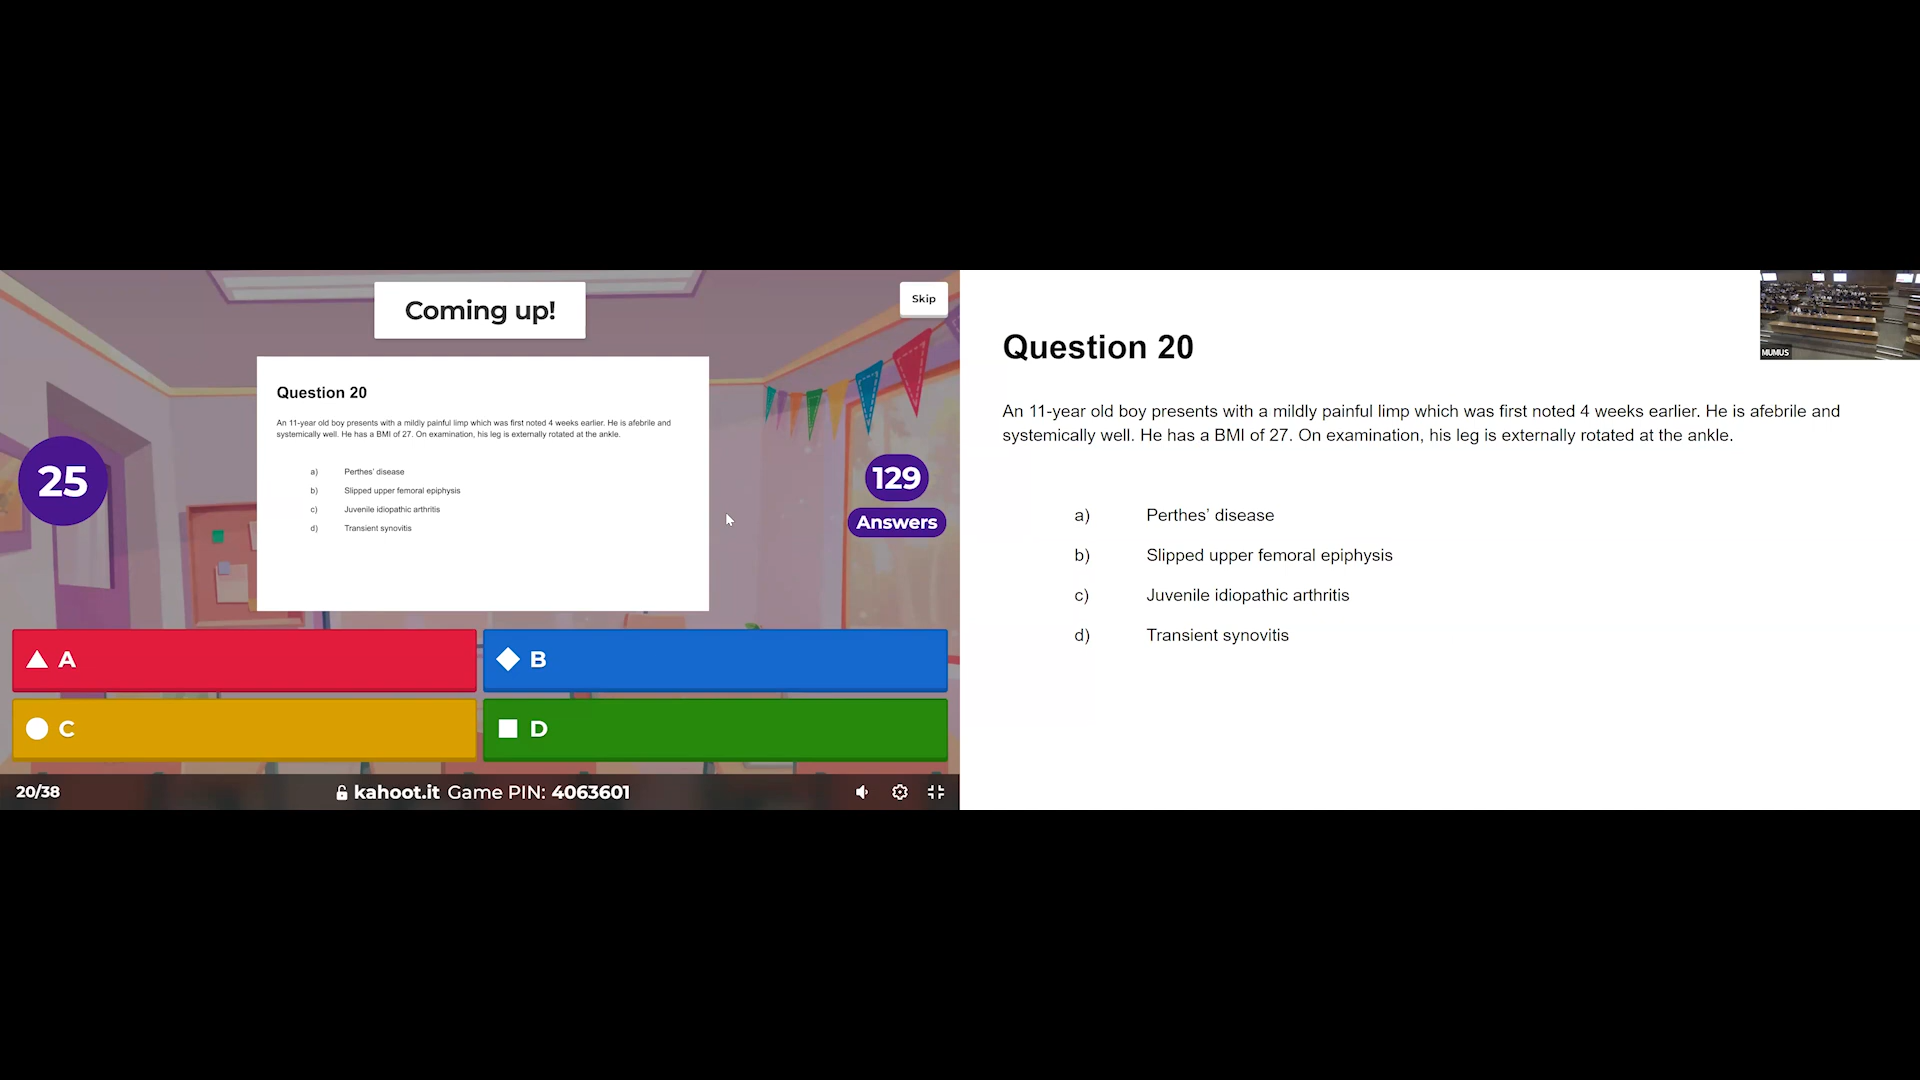 Coming up!
Skip
Question 20
An 11-year old boy presents with a mildly painful limp which was first noted 4 weeks earlier. He is afebrile and
systemically well. He has a BMI of 27. On examination, his leg is externally rotated at the ankle.
a) Perthes' disease
b) Slipped upper femoral epiphysis
c) Juvenile idiopathic arthritis
d) Transient synovitis
25
129
Answers
A
B
C
D
20/38
kahoot.it Game PIN: 4063601
Question 20
An 11-year old boy presents with a mildly painful limp which was first noted 4 weeks earlier. He is afebrile and
systemically well. He has a BMI of 27. On examination, his leg is externally rotated at the ankle.
a) Perthes’ disease
b) Slipped upper femoral epiphysis
c) Juvenile idiopathic arthritis
d) Transient synovitis
MUMUS